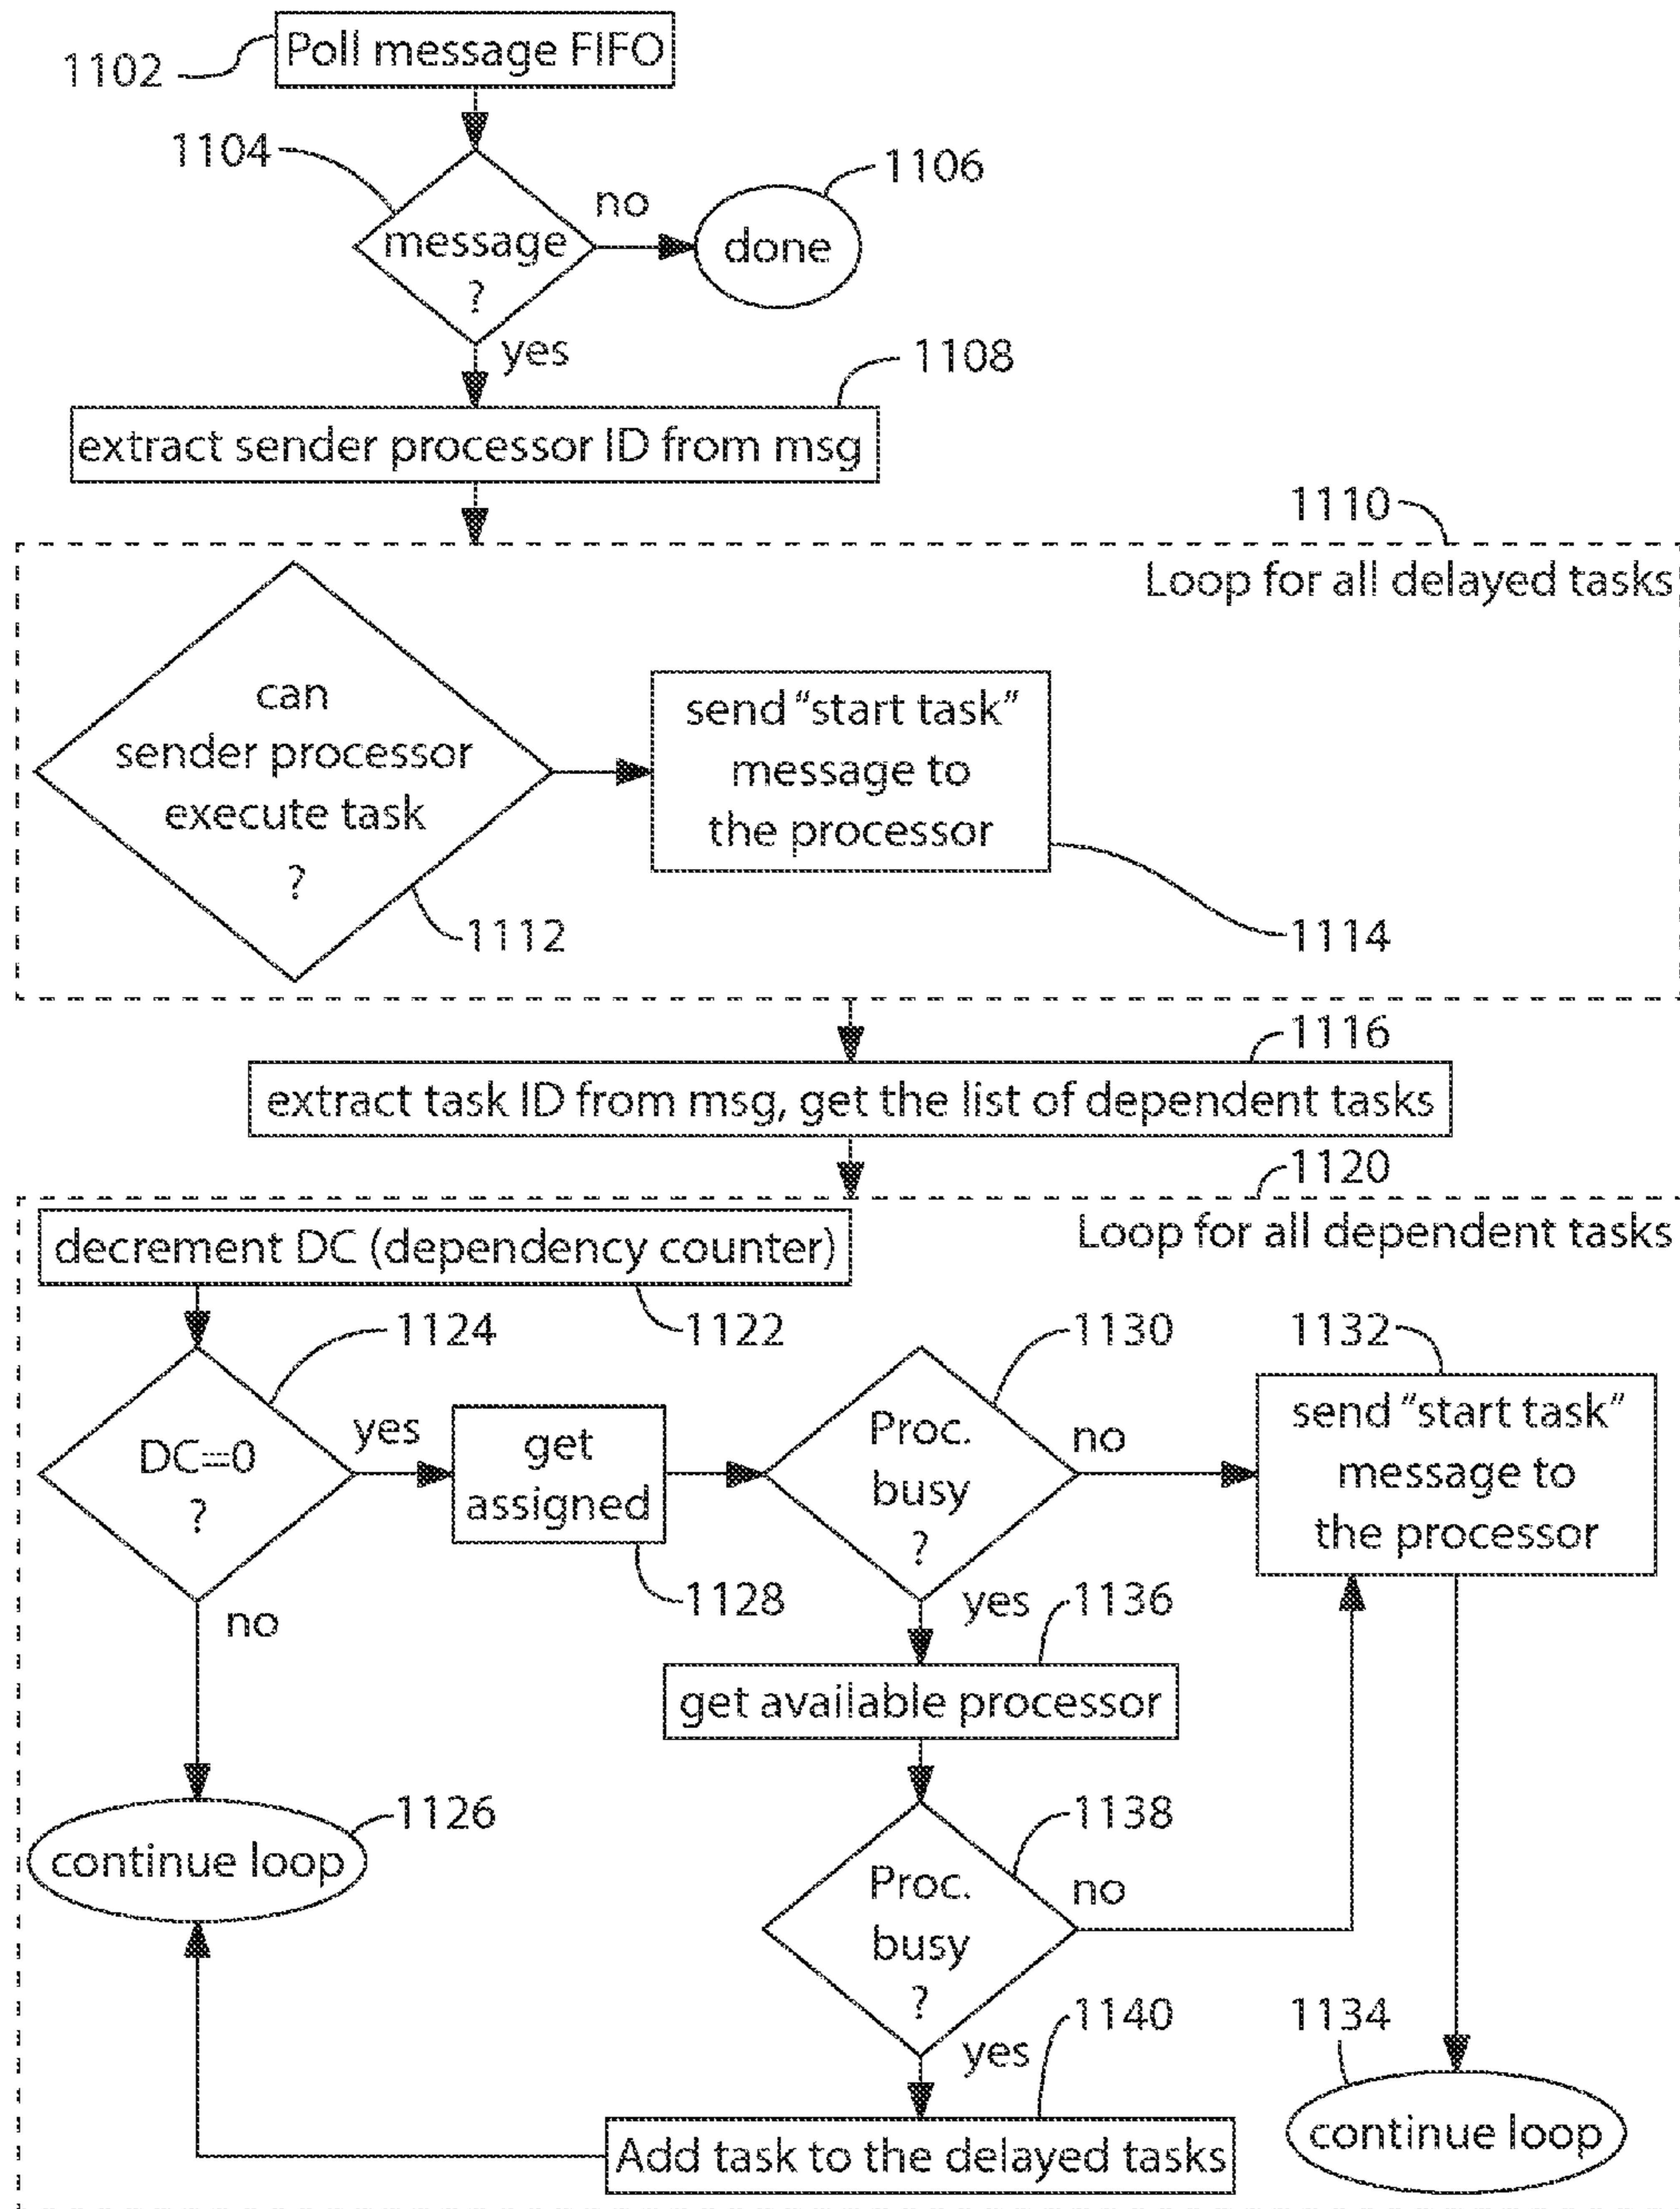 Poll message FIFO
1102
1104
message
?
no
1106
done
yes
1108
extract sender processor ID from msg
1110
Loop for all delayed tasks
can
sender processor
execute task
?
1112
send “start task”
message to
the processor
1114
1116
extract task ID from msg, get the list of dependent tasks
1120
Loop for all dependent tasks
decrement DC (dependency counter)
1122
1124
DC==0
?
yes
no
get
assigned
1128
1130
Proc.
busy
?
no
yes
1132
send “start task”
message to
the processor
1136
get available processor
1126
continue loop
1138
Proc.
busy
?
no
yes
1140
Add task to the delayed tasks
1134
continue loop